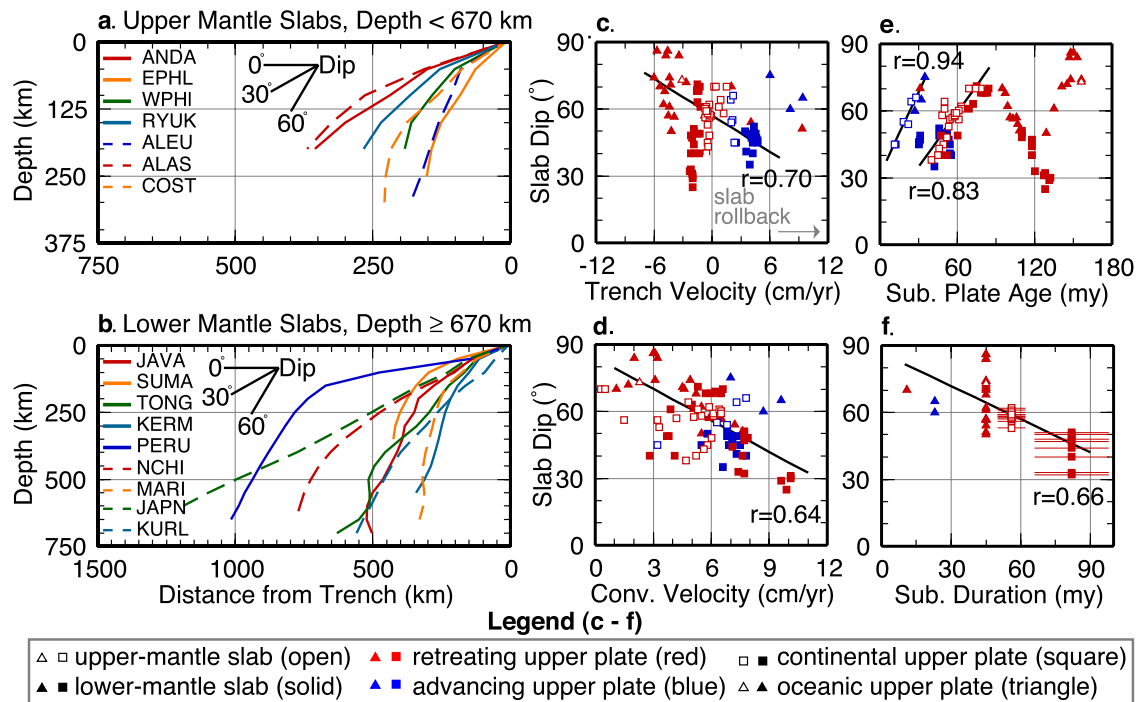 a. Upper Mantle Slabs, Depth < 670 km
0
125
250
375
Depth (km)
ANDA
EPHL
WPHI
RYUK
ALEU
ALAS
COST
0°
30°
60°
Dip
750
500
250
0
b. Lower Mantle Slabs, Depth ≥ 670 km
0
250
500
750
Depth (km)
JAVA
SUMA
TONG
KERM
PERU
NCHI
MARI
JAPN
KURL
0°
30°
60°
Dip
1500
1000
500
0
Distance from Trench (km)
c.
90
60
30
0
Slab Dip (°)
r=0.70
slab
rollback
-12
-6
0
6
12
Trench Velocity (cm/yr)
d.
90
60
30
0
Slab Dip (°)
r=0.64
0
3
6
9
12
Conv. Velocity (cm/yr)
e.
90
60
30
0
r=0.94
r=0.83
0
60
120
180
Sub. Plate Age (my)
f.
90
60
30
0
r=0.66
0
30
60
90
Sub. Duration (my)
Legend (c - f)
upper-mantle slab (open)
retreating upper plate (red)
continental upper plate (square)
lower-mantle slab (solid)
advancing upper plate (blue)
oceanic upper plate (triangle)